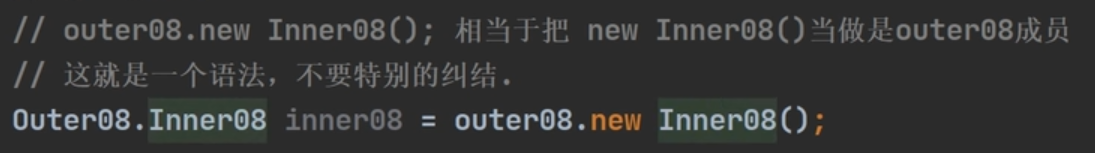 // outer08.new Inner08(); 相当于把 new Inner08()当做是outer08成员
// 这就是一个语法，不要特别的纠结.
Outer08.Inner08 inner08 = outer08.new Inner08();